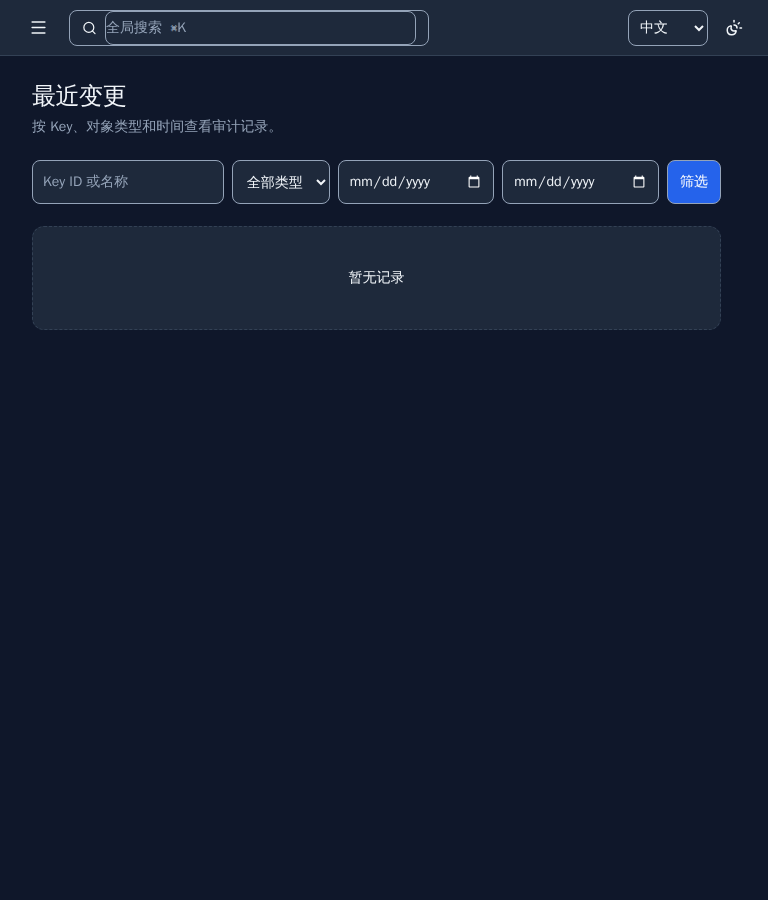 全局搜索 ⌘K
中文
最近变更
按 Key、对象类型和时间查看审计记录。
Key ID 或名称
全部类型
mm/dd/yyyy
mm/dd/yyyy
筛选
暂无记录